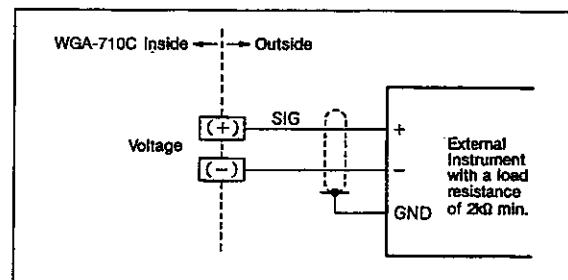 WGA-710C Inside Outside
(+)
SIG
+
Voltage
(-)
-
External
Instrument
with a load
resistance
of 2kΩ min.
GND